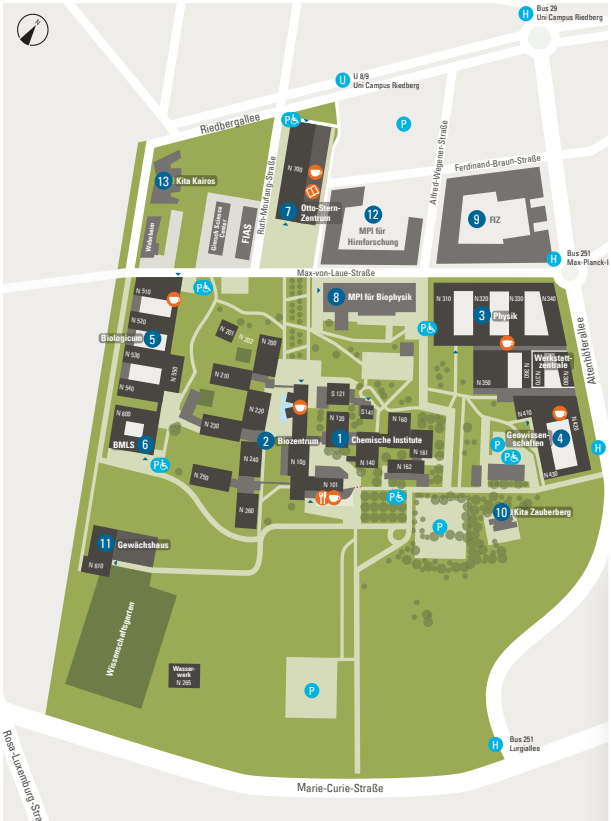 N
H
Bus 29
Uni Campus Riedberg
U
U 8/9
Uni Campus Riedberg
P
P
Riedbergallee
Ruth-Moufang-Straße
Alfred-Wegener-Straße
Ferdinand-Braun-Straße
13 Kita Kairos
Wohnheim
Giersch Science
Center
FIAS
N 700
7 Otto-Stern-
Zentrum
12
MPI für
Hirnforschung
9 FIZ
H
Bus 251
Max-Planck-
Max-von-Laue-Straße
Altenhöferallee
P
N 510
N 520
Biologicum 5
N 530
N 540
N 550
N 600
BMLS 6
P
N 201
N 202
N 200
N 210
N 220
N 230
N 240
N 250
N 260
2 Biozentrum
N 100
N 101
8 MPI für Biophysik
S 121
S 141
N 120
1 Chemische Institute
N 140
N 160
N 161
N 162
P
P
N 310
N 320
N 330
N 340
3 Physik
N 350
N 360
N 370
N 380
Werkstatt-
zentrale
N 410
N 420
N 430
Geowissen-
schaften
4
P
P
H
P
10 Kita Zauberberg
11 Gewächshaus
N 610
Wissenschaftsgarten
Wasser-
werk
N 265
P
H
Bus 251
Lurgiallee
Marie-Curie-Straße
Rosa-Luxemburg-Stra